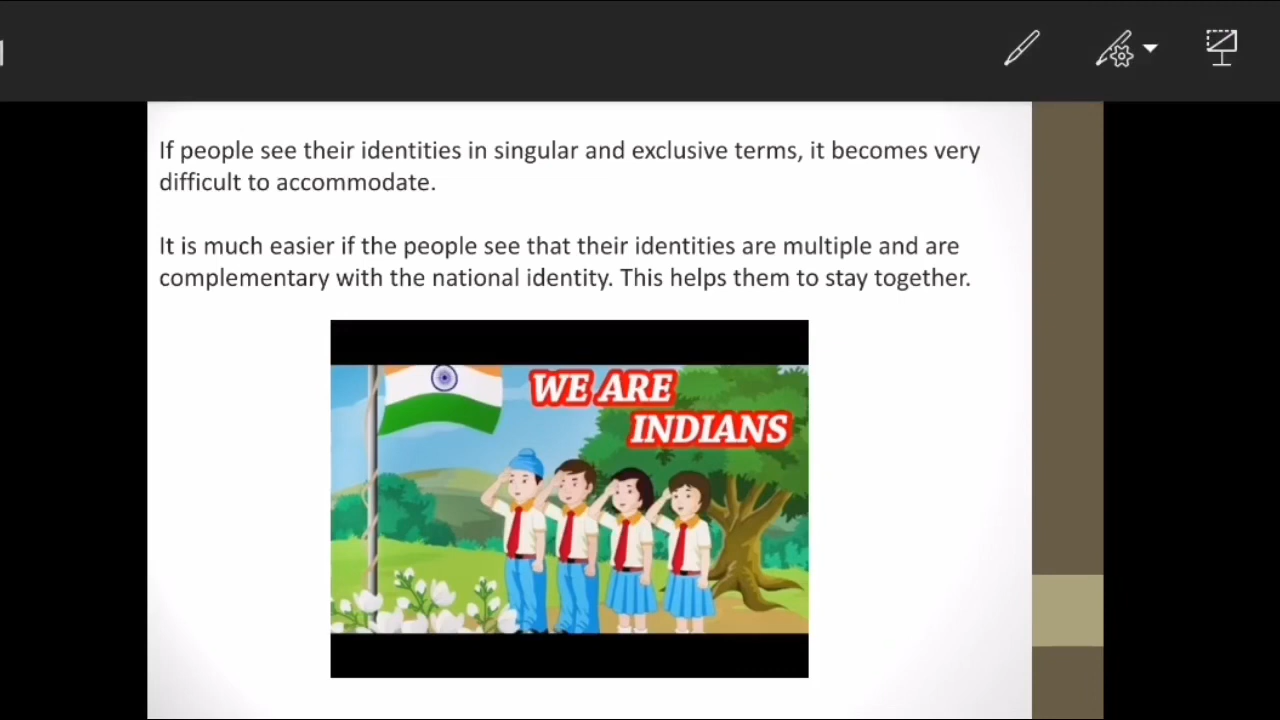 If people see their identities in singular and exclusive terms, it becomes very
difficult to accommodate.
It is much easier if the people see that their identities are multiple and are
complementary with the national identity. This helps them to stay together.
WE ARE
INDIANS